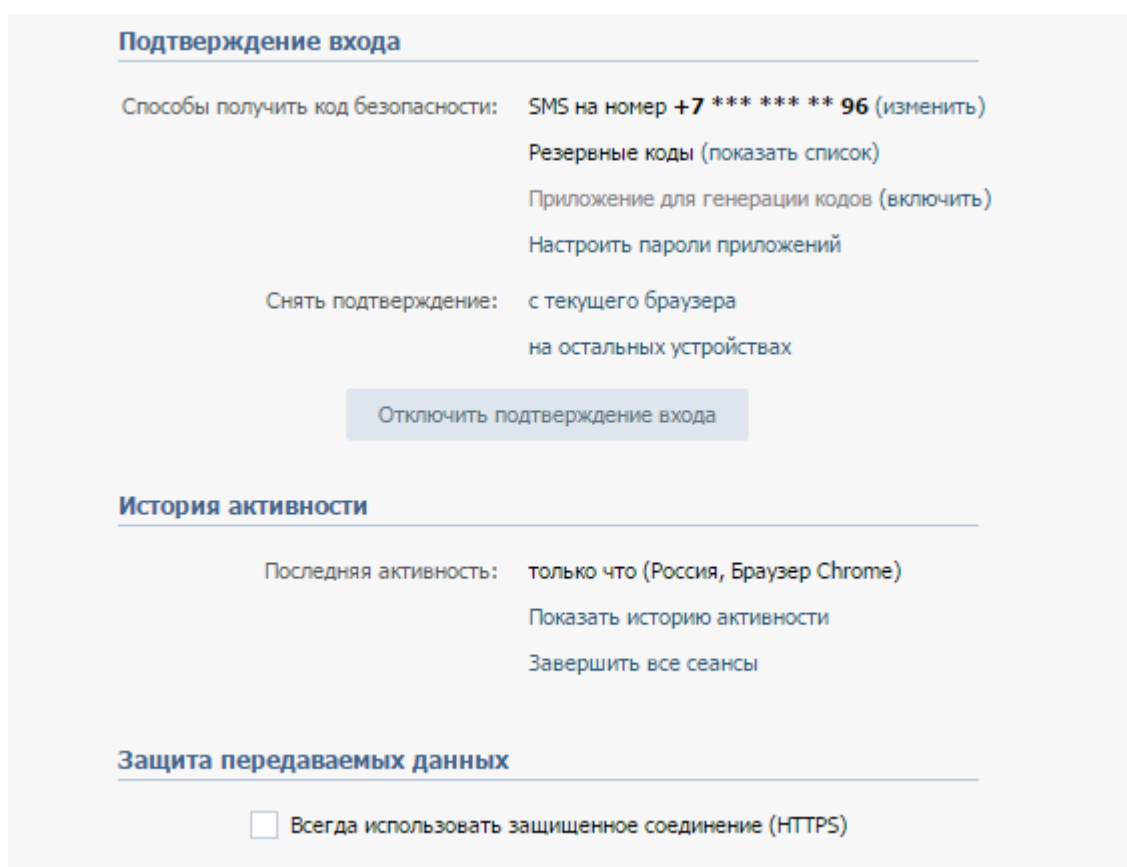 Подтверждение входа
Способы получить код безопасности: SMS на номер +7 *** *** ** 96 (изменить)
Резервные коды (показать список)
Приложение для генерации кодов (включить)
Настроить пароли приложений
Снять подтверждение: с текущего браузера
на остальных устройствах
Отключить подтверждение входа
История активности
Последняя активность: только что (Россия, Браузер Chrome)
Показать историю активности
Завершить все сеансы
Защита передаваемых данных
Всегда использовать защищенное соединение (HTTPS)